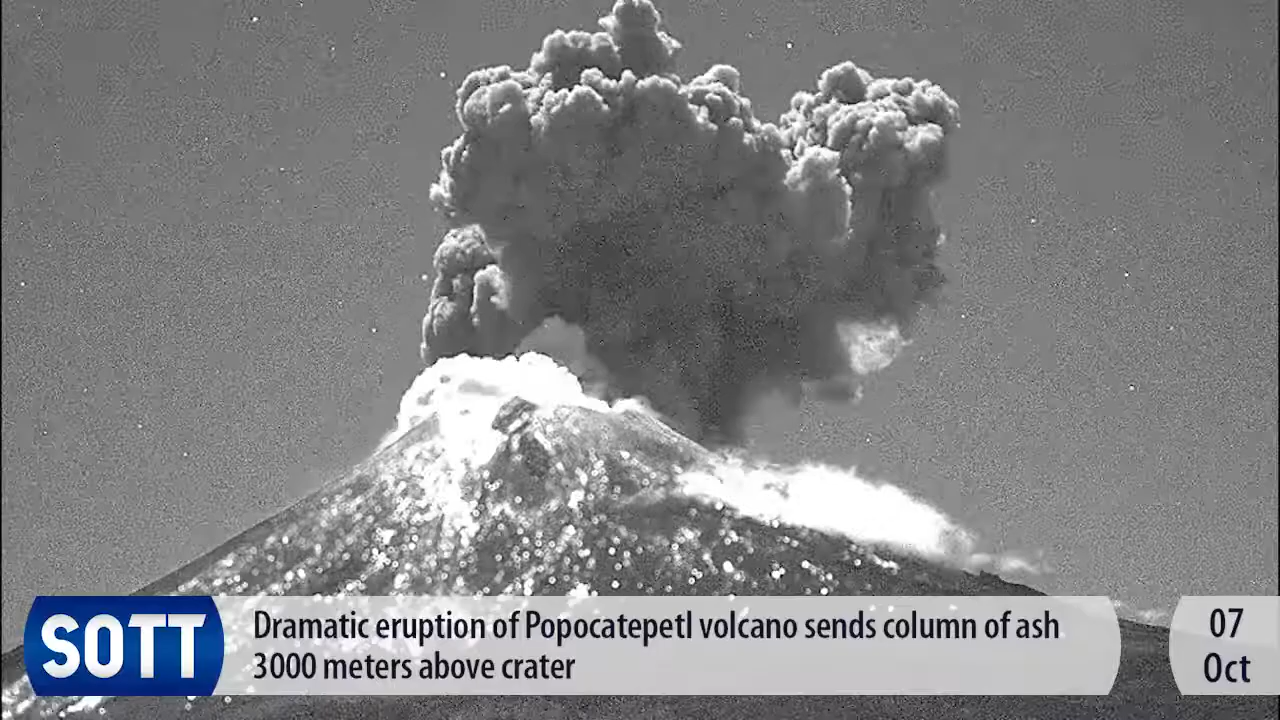 SOTT
Dramatic eruption of Popocatepetl volcano sends column of ash
3000 meters above crater
07
Oct